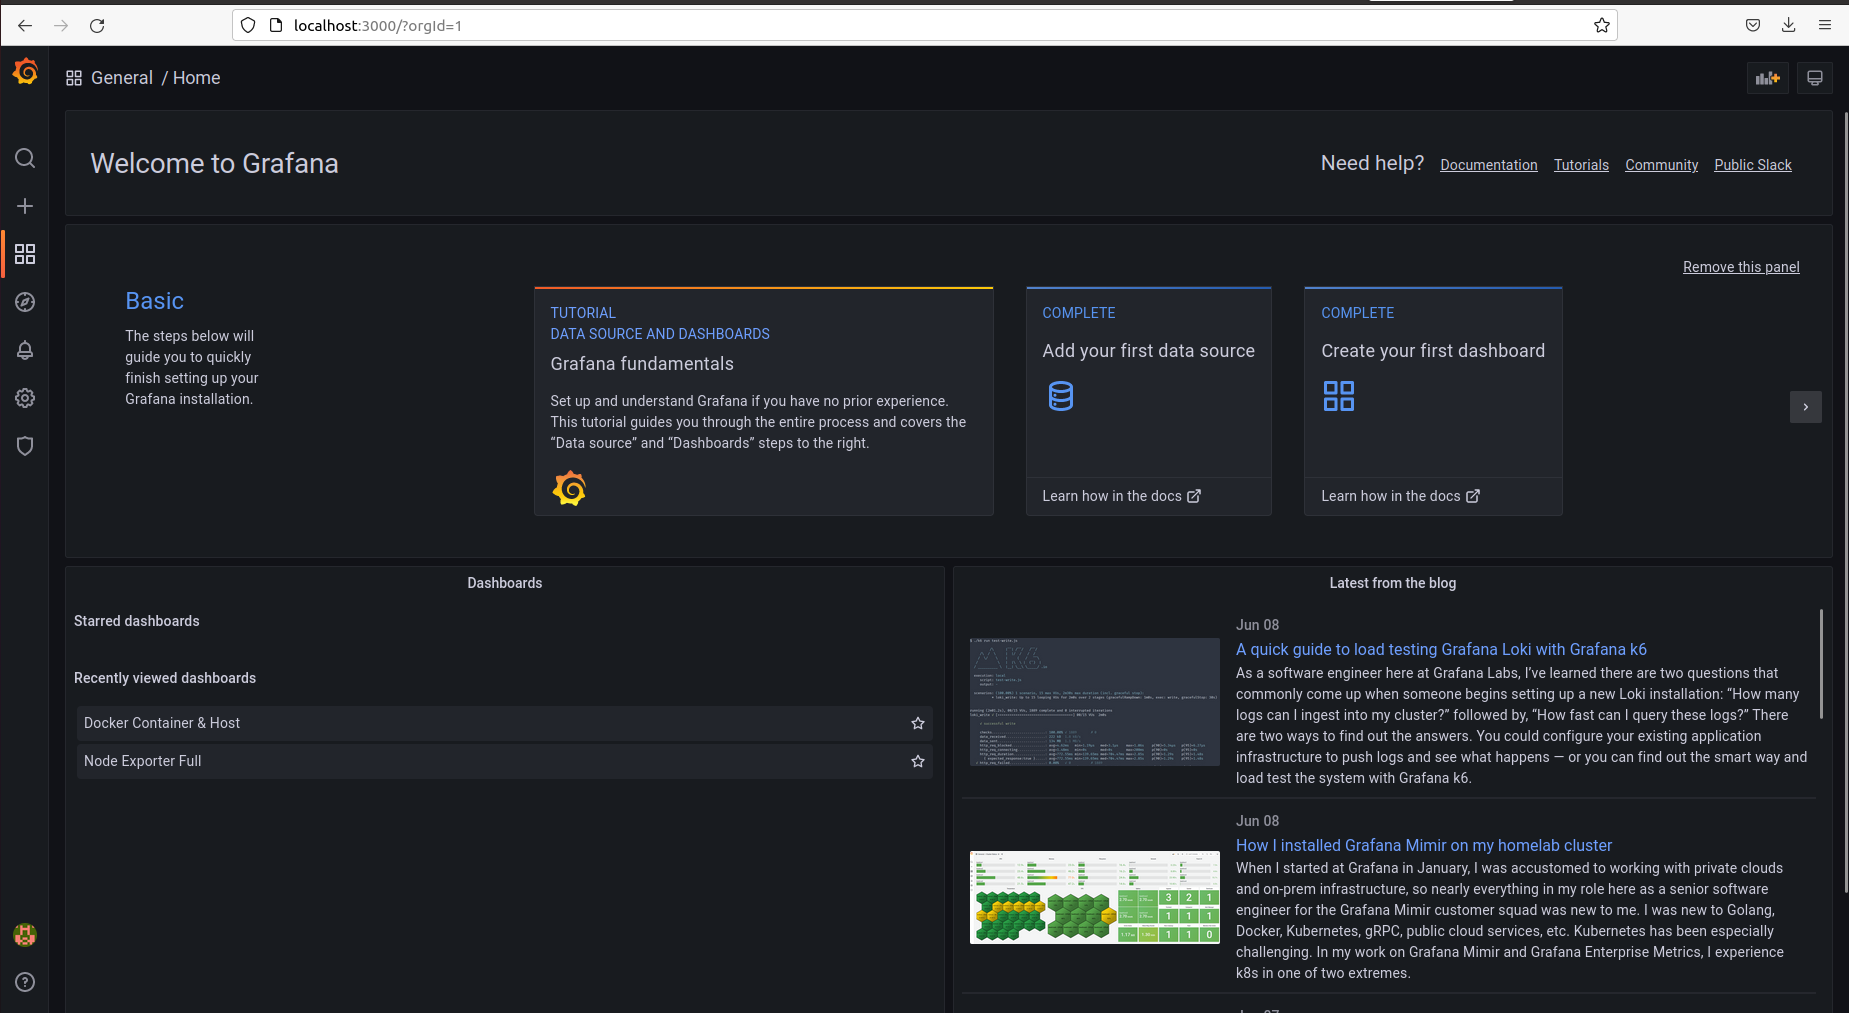 localhost:3000/?orgId=1
General / Home
Welcome to Grafana
Need help? Documentation Tutorials Community Public Slack
Remove this panel
Basic
The steps below will
guide you to quickly
finish setting up your
Grafana installation.
TUTORIAL
DATA SOURCE AND DASHBOARDS
Grafana fundamentals
Set up and understand Grafana if you have no prior experience.
This tutorial guides you through the entire process and covers the
“Data source” and “Dashboards” steps to the right.
COMPLETE
Add your first data source
Learn how in the docs
COMPLETE
Create your first dashboard
Learn how in the docs
Dashboards
Starred dashboards
Recently viewed dashboards
Docker Container & Host
Node Exporter Full
Latest from the blog
Jun 08
A quick guide to load testing Grafana Loki with Grafana k6
As a software engineer here at Grafana Labs, I’ve learned there are two questions that
commonly come up when someone begins setting up a new Loki installation: “How many
logs can I ingest into my cluster?” followed by, “How fast can I query these logs?” There
are two ways to find out the answers. You could configure your existing application
infrastructure to push logs and see what happens — or you can find out the smart way and
load test the system with Grafana k6.
Jun 08
How I installed Grafana Mimir on my homelab cluster
When I started at Grafana in January, I was accustomed to working with private clouds
and on-prem infrastructure, so nearly everything in my role here as a senior software
engineer for the Grafana Mimir customer squad was new to me. I was new to Golang,
Docker, Kubernetes, gRPC, public cloud services, etc. Kubernetes has been especially
challenging. In my work on Grafana Mimir and Grafana Enterprise Metrics, I experience
k8s in one of two extremes.
3 2 1
1 1 1
1 1 0